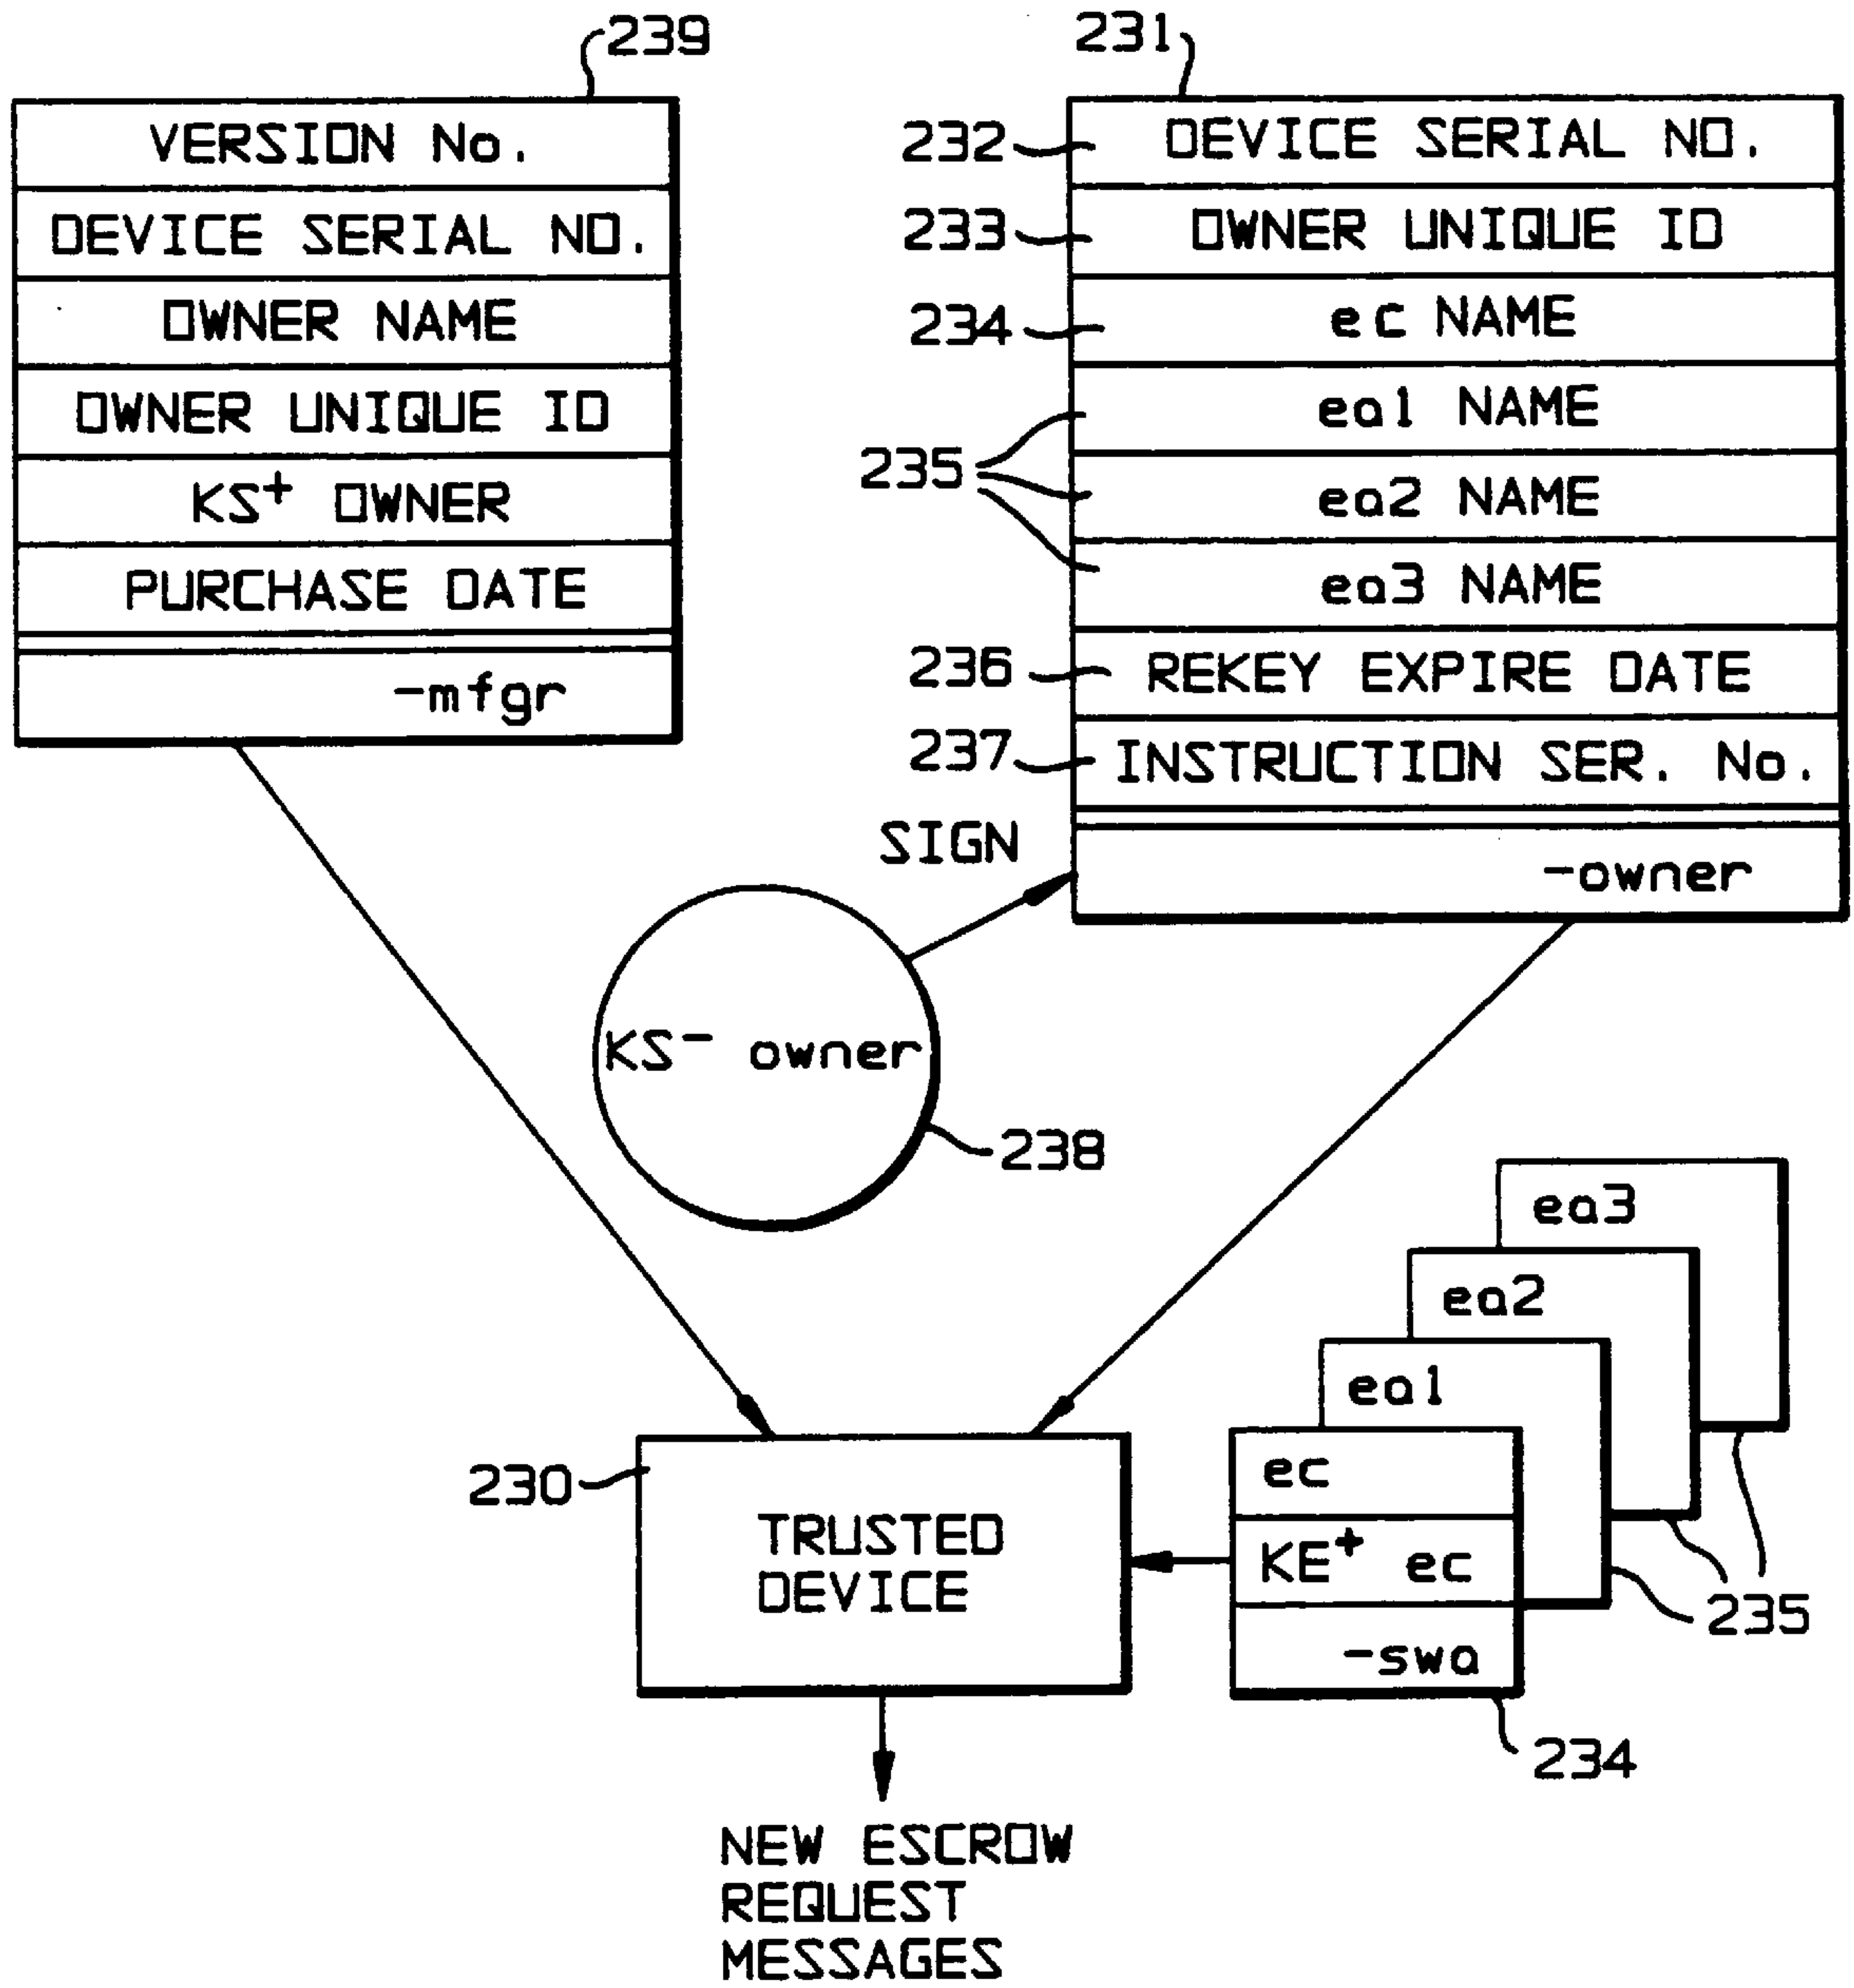 239
VERSION No.
DEVICE SERIAL NO.
OWNER NAME
OWNER UNIQUE ID
KS+ OWNER
PURCHASE DATE
-mfgr
231
232
DEVICE SERIAL NO.
233
OWNER UNIQUE ID
234
ec NAME
ea1 NAME
235
ea2 NAME
ea3 NAME
236
REKEY EXPIRE DATE
237
INSTRUCTION SER. No.
SIGN
-owner
KS- owner
238
ea3
ea2
ea1
ec
KE+ ec
-swa
235
234
230
TRUSTED
DEVICE
NEW ESCROW
REQUEST
MESSAGES